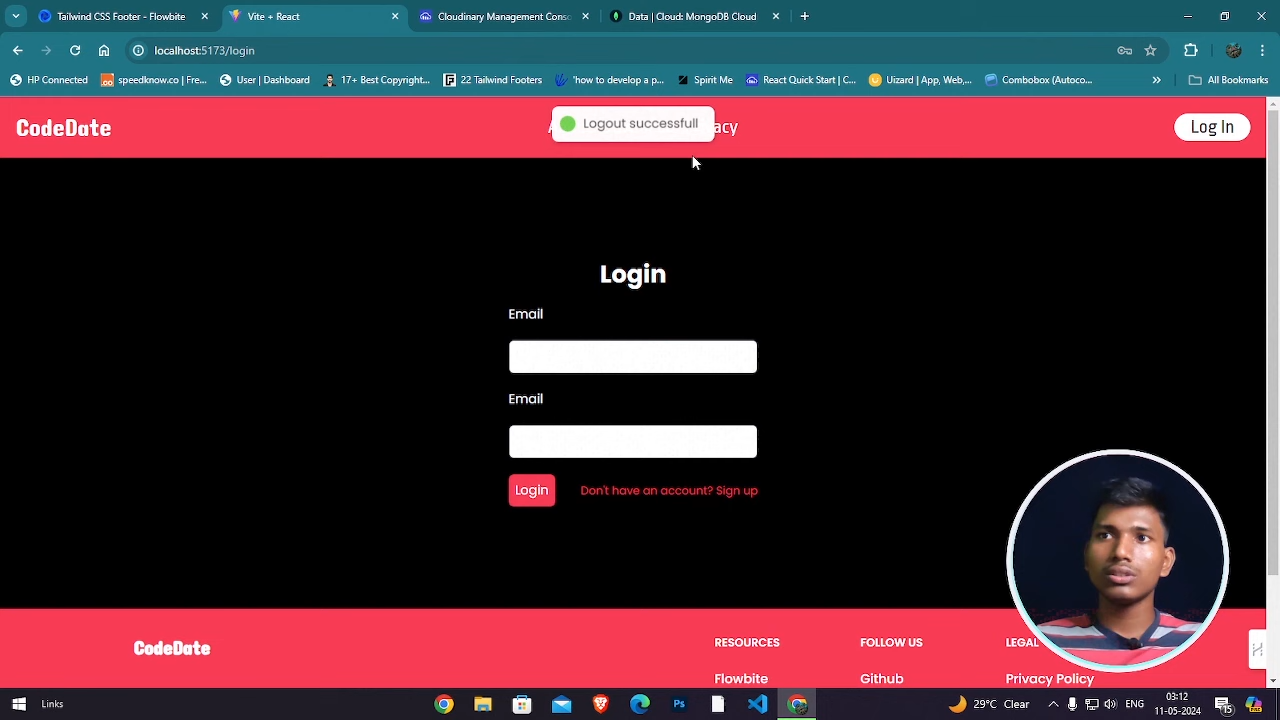 Tailwind CSS Footer - Flowbite
Vite + React
Cloudinary Management Conso
Data | Cloud: MongoDB Cloud
localhost:5173/login
HP Connected
speedknow.co | Fre...
User | Dashboard
17+ Best Copyright...
22 Tailwind Footers
'how to develop a p...
Spirit Me
React Quick Start | C...
Uizard | App, Web,...
Combobox (Autoco...
All Bookmarks
CodeDate
Logout successfull
acy
Log In
Login
Email
Email
Login
Don't have an account? Sign up
CodeDate
RESOURCES
FOLLOW US
LEGAL
Flowbite
Github
Privacy Policy
Links
Ps
29°C Clear
ENG
03:12
11-05-2024